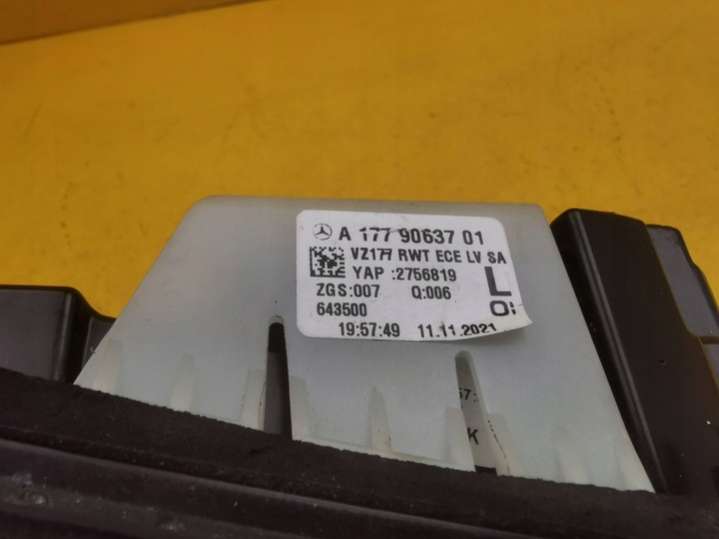 A 177 90637 01
VZ177 RWT ECE LV SA
YAP :2756819
L
ZGS:007 Q:006
643500
19:57:49 11.11.2021
57:
K